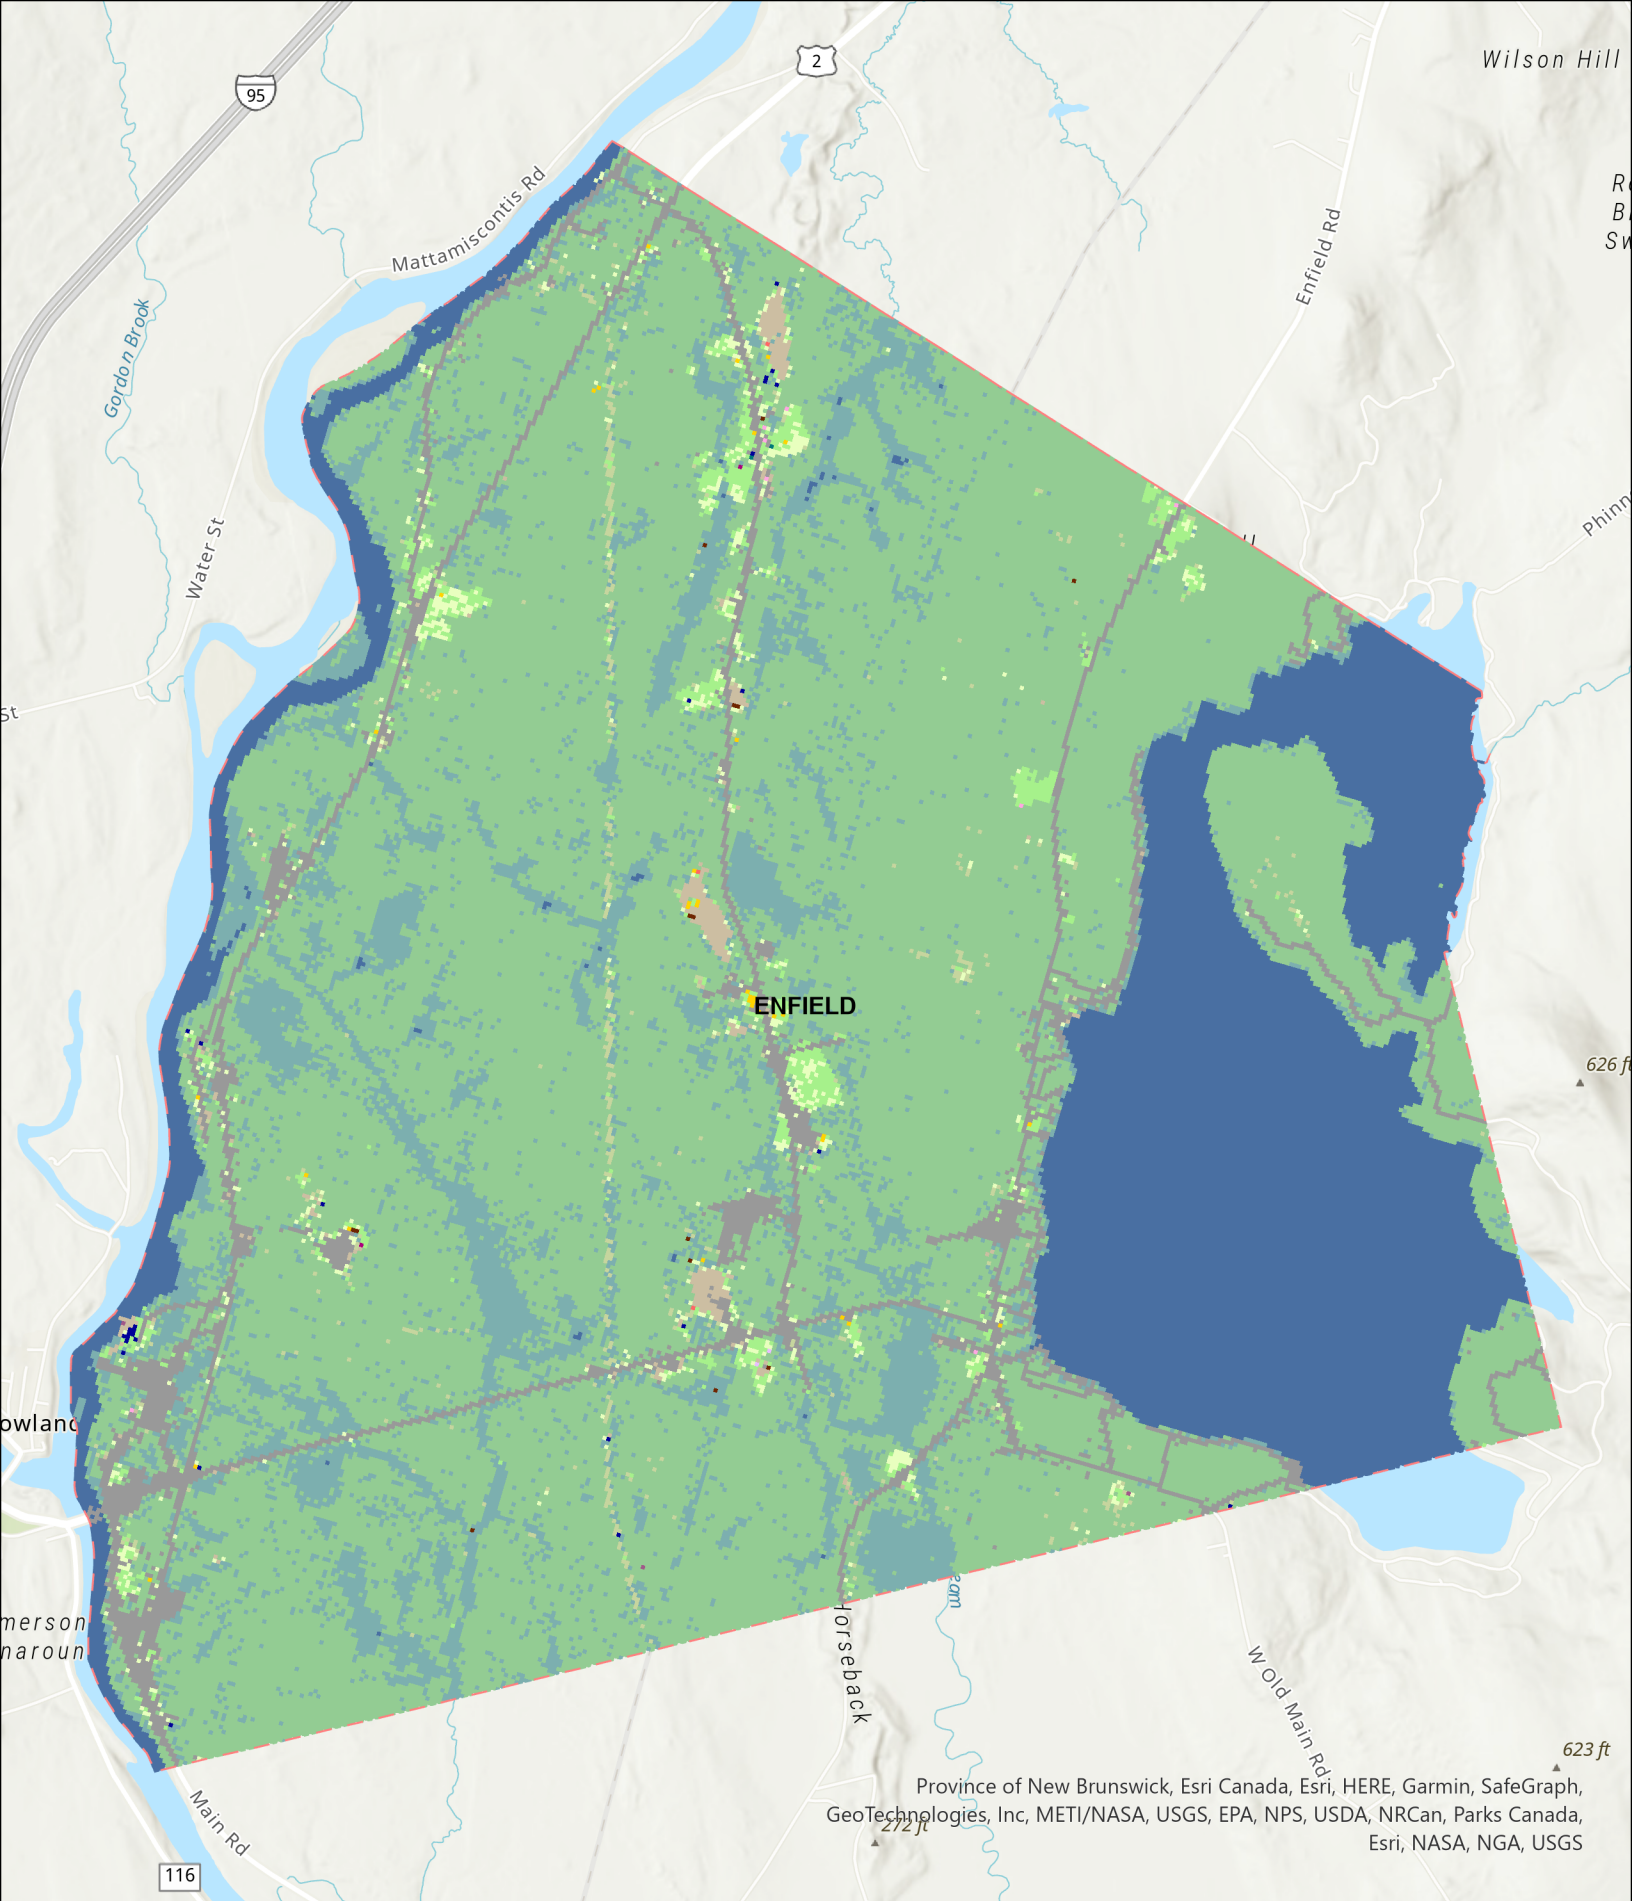 2
Wilson Hill
95
Mattamiscontis Rd
Enfield Rd
Gordon Brook
Water St
St
ENFIELD
626 ft
owland
merson
naroun
Horseback
W Old Main Rd
623 ft
272 ft
Main Rd
116
Province of New Brunswick, Esri Canada, Esri, HERE, Garmin, SafeGraph,
GeoTechnologies, Inc, METI/NASA, USGS, EPA, NPS, USDA, NRCan, Parks Canada,
Esri, NASA, NGA, USGS